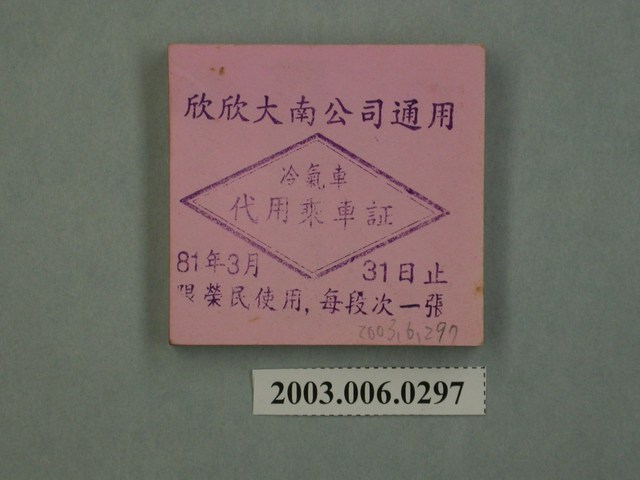 欣欣大南公司通用
冷氣車
代用乘車証
81年3月31日止
限榮民使用,每段次一張
2003,6,297
2003.006.0297